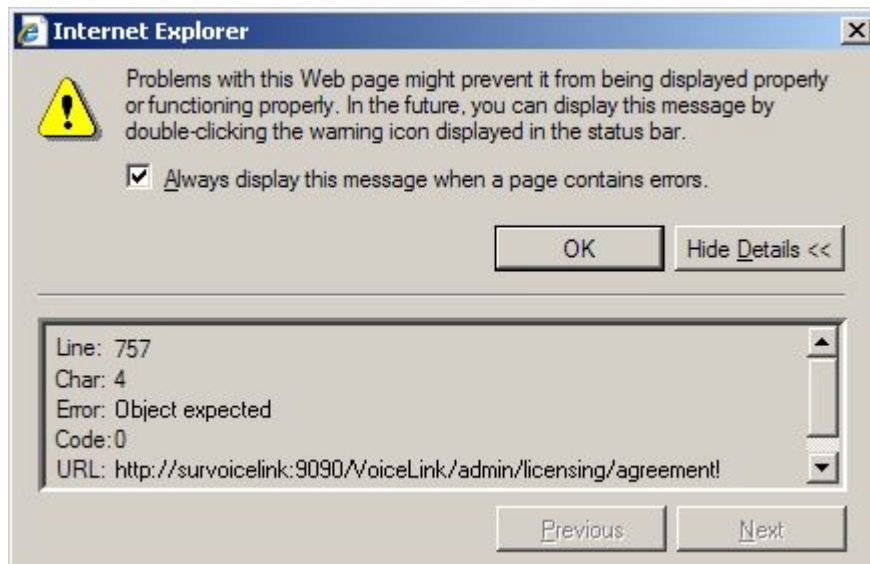 Internet Explorer
Problems with this Web page might prevent it from being displayed properly
or functioning properly. In the future, you can display this message by
double-clicking the warning icon displayed in the status bar.
Always display this message when a page contains errors.
OK
Hide Details <<
Line: 757
Char: 4
Error: Object expected
Code:0
URL: http://survoicelink:9090/VoiceLink/admin/licensing/agreement!
Previous
Next